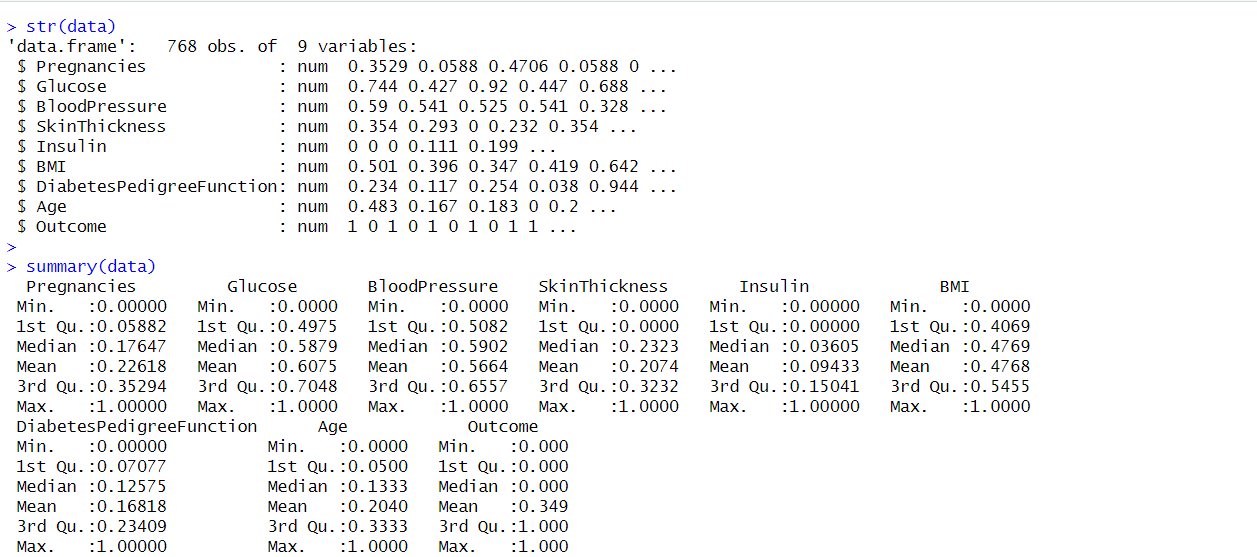 > str(data)
'data.frame':   768 obs. of  9 variables:
 $ Pregnancies             : num  0.3529 0.0588 0.4706 0.0588 0 ...
 $ Glucose                 : num  0.744 0.427 0.92 0.447 0.688 ...
 $ BloodPressure           : num  0.59 0.541 0.525 0.541 0.328 ...
 $ SkinThickness           : num  0.354 0.293 0 0.232 0.354 ...
 $ Insulin                 : num  0 0 0 0.111 0.199 ...
 $ BMI                     : num  0.501 0.396 0.347 0.419 0.642 ...
 $ DiabetesPedigreeFunction: num  0.234 0.117 0.254 0.038 0.944 ...
 $ Age                     : num  0.483 0.167 0.183 0 0.2 ...
 $ Outcome                 : num  1 0 1 0 1 0 1 0 1 1 ...
>
> summary(data)
  Pregnancies         Glucose       BloodPressure    SkinThickness       Insulin             BMI
 Min.   :0.00000   Min.   :0.0000   Min.   :0.0000   Min.   :0.0000   Min.   :0.00000   Min.   :0.0000
 1st Qu.:0.05882   1st Qu.:0.4975   1st Qu.:0.5082   1st Qu.:0.0000   1st Qu.:0.00000   1st Qu.:0.4069
 Median :0.17647   Median :0.5879   Median :0.5902   Median :0.2323   Median :0.03605   Median :0.4769
 Mean   :0.22618   Mean   :0.6075   Mean   :0.5664   Mean   :0.2074   Mean   :0.09433   Mean   :0.4768
 3rd Qu.:0.35294   3rd Qu.:0.7048   3rd Qu.:0.6557   3rd Qu.:0.3232   3rd Qu.:0.15041   3rd Qu.:0.5455
 Max.   :1.00000   Max.   :1.0000   Max.   :1.0000   Max.   :1.0000   Max.   :1.00000   Max.   :1.0000
 DiabetesPedigreeFunction      Age            Outcome
 Min.   :0.00000          Min.   :0.0000   Min.   :0.000
 1st Qu.:0.07077          1st Qu.:0.0500   1st Qu.:0.000
 Median :0.12575          Median :0.1333   Median :0.000
 Mean   :0.16818          Mean   :0.2040   Mean   :0.349
 3rd Qu.:0.23409          3rd Qu.:0.3333   3rd Qu.:1.000
 Max.   :1.00000          Max.   :1.0000   Max.   :1.000